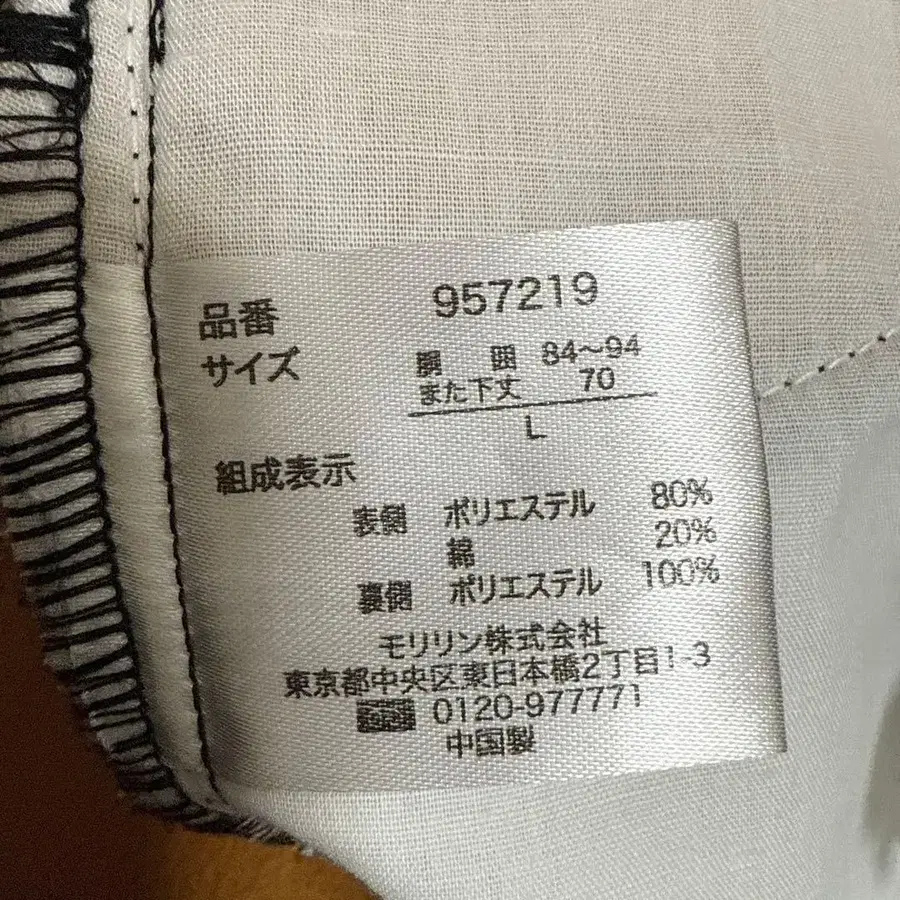 品番 957219
サイズ 胴囲 84～94
また下丈 70
L
組成表示
表側 ポリエステル 80%
綿 20%
裏側 ポリエステル 100%
モリリン株式会社
東京都中央区東日本橋2丁目1-3
0120-977771
中国製